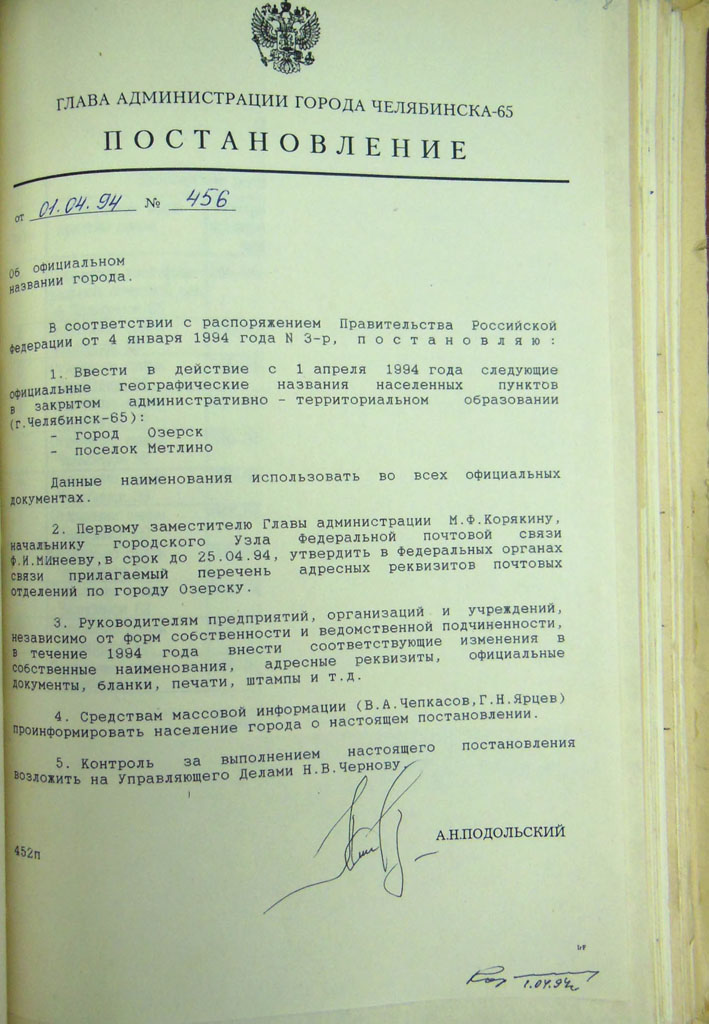 ГЛАВА АДМИНИСТРАЦИИ ГОРОДА ЧЕЛЯБИНСКА-65
ПОСТАНОВЛЕНИЕ
от 01.04.94 № 456
Об официальном
названии города.
В соответствии с распоряжением Правительства Российской
Федерации от 4 января 1994 года N 3-р, п о с т а н о в л я ю :
1. Ввести в действие с 1 апреля 1994 года следующие
официальные географические названия населенных пунктов
в закрытом административно - территориальном образовании
(г.Челябинск-65):
- город Озерск
- поселок Метлино
Данные наименования использовать во всех официальных
документах.
2. Первому заместителю Главы администрации М.Ф.Корякину,
начальнику городского Узла Федеральной почтовой связи
Ф.И.Минееву,в срок до 25.04.94, утвердить в Федеральных органах
связи прилагаемый перечень адресных реквизитов почтовых
отделений по городу Озерску.
3. Руководителям предприятий, организаций и учреждений,
независимо от форм собственности и ведомственной подчиненности,
в течение 1994 года внести соответствующие изменения в
собственные наименования, адресные реквизиты, официальные
документы, бланки, печати, штампы и т.д.
4. Средствам массовой информации (В.А.Чепкасов,Г.Н.Ярцев)
проинформировать население города о настоящем постановлении.
5. Контроль за выполнением настоящего постановления
возложить на Управляющего Делами Н.В.Чернову.
А.Н.ПОДОЛЬСКИЙ
452п
1.04.94г